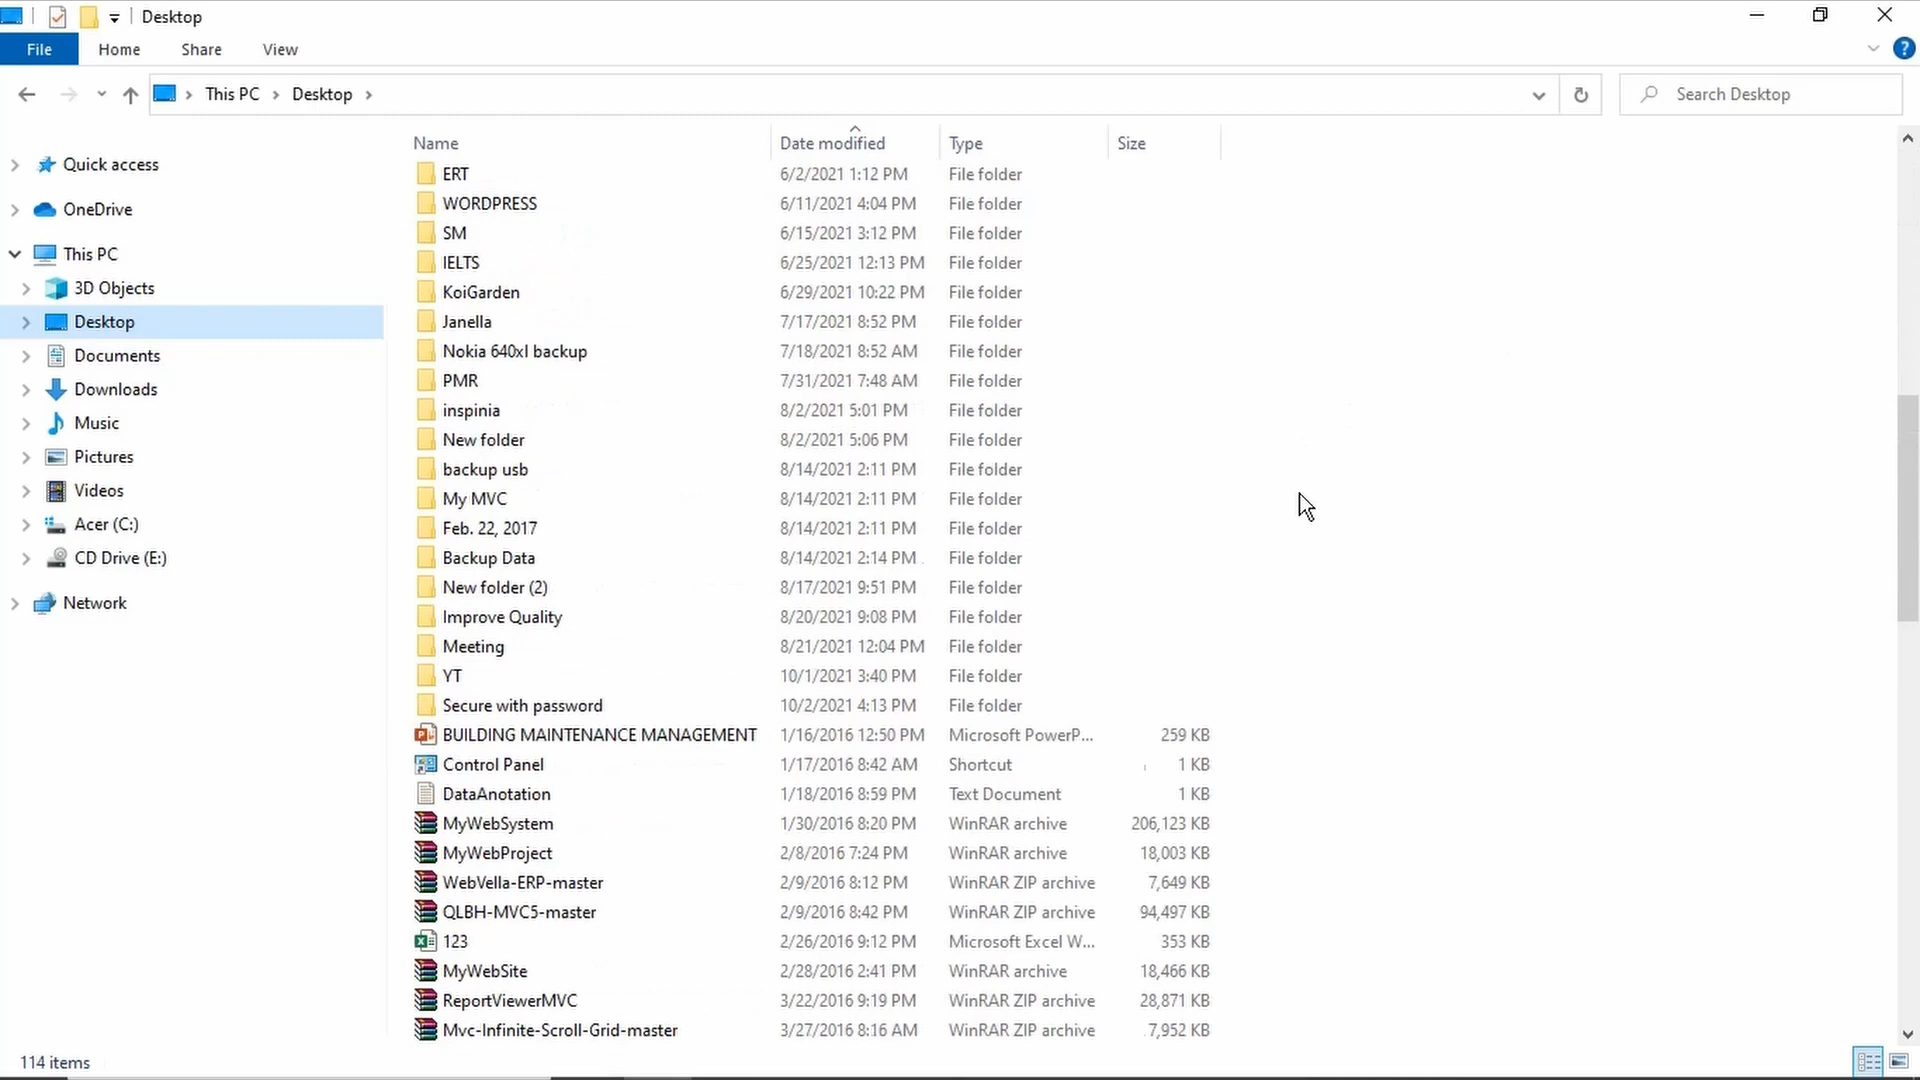 Desktop
File Home Share View
This PC Desktop Search Desktop
Name Date modified Type Size
Quick access
OneDrive
This PC
3D Objects
Desktop
Documents
Downloads
Music
Pictures
Videos
Acer (C:)
CD Drive (E:)
Network
ERT 6/2/2021 1:12 PM File folder
WORDPRESS 6/11/2021 4:04 PM File folder
SM 6/15/2021 3:12 PM File folder
IELTS 6/25/2021 12:13 PM File folder
KoiGarden 6/29/2021 10:22 PM File folder
Janella 7/17/2021 8:52 PM File folder
Nokia 640xl backup 7/18/2021 8:52 AM File folder
PMR 7/31/2021 7:48 AM File folder
inspinia 8/2/2021 5:01 PM File folder
New folder 8/2/2021 5:06 PM File folder
backup usb 8/14/2021 2:11 PM File folder
My MVC 8/14/2021 2:11 PM File folder
Feb. 22, 2017 8/14/2021 2:11 PM File folder
Backup Data 8/14/2021 2:14 PM File folder
New folder (2) 8/17/2021 9:51 PM File folder
Improve Quality 8/20/2021 9:08 PM File folder
Meeting 8/21/2021 12:04 PM File folder
YT 10/1/2021 3:40 PM File folder
Secure with password 10/2/2021 4:13 PM File folder
BUILDING MAINTENANCE MANAGEMENT 1/16/2016 12:50 PM Microsoft PowerP... 259 KB
Control Panel 1/17/2016 8:42 AM Shortcut 1 KB
DataAnotation 1/18/2016 8:59 PM Text Document 1 KB
MyWebSystem 1/30/2016 8:20 PM WinRAR archive 206,123 KB
MyWebProject 2/8/2016 7:24 PM WinRAR archive 18,003 KB
WebVella-ERP-master 2/9/2016 8:12 PM WinRAR ZIP archive 7,649 KB
QLBH-MVC5-master 2/9/2016 8:42 PM WinRAR ZIP archive 94,497 KB
123 2/26/2016 9:12 PM Microsoft Excel W... 353 KB
MyWebSite 2/28/2016 2:41 PM WinRAR archive 18,466 KB
ReportViewerMVC 3/22/2016 9:19 PM WinRAR ZIP archive 28,871 KB
Mvc-Infinite-Scroll-Grid-master 3/27/2016 8:16 AM WinRAR ZIP archive 7,952 KB
114 items